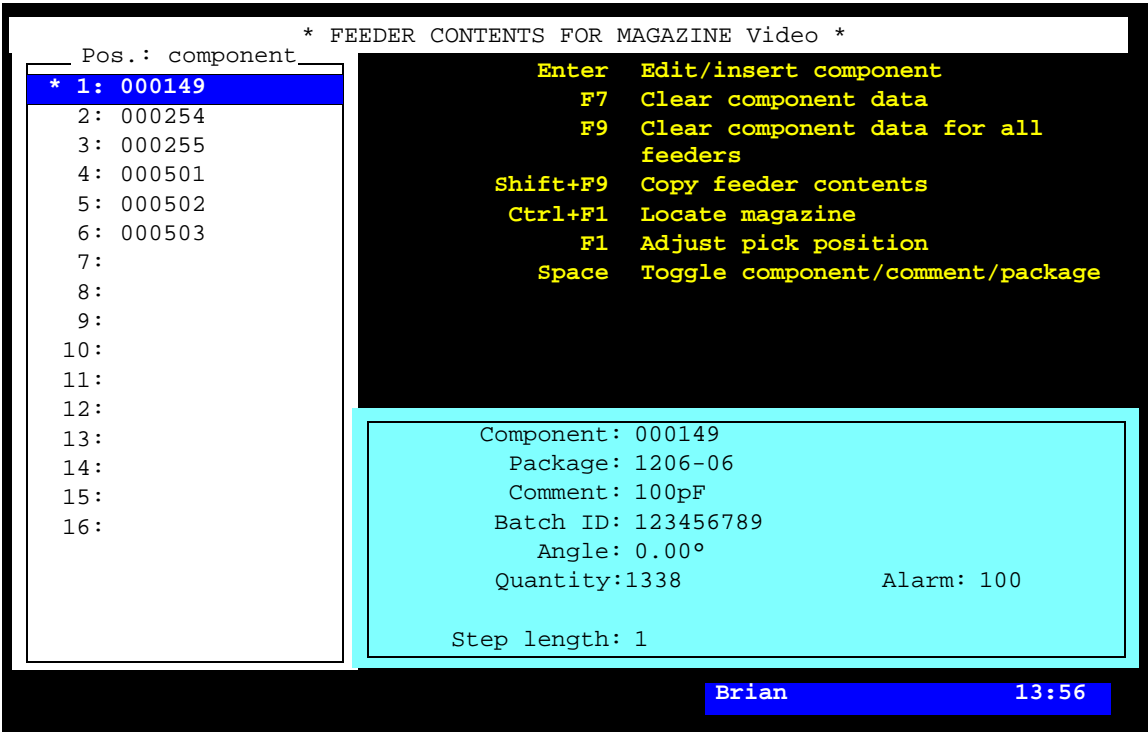 * FEEDER CONTENTS FOR MAGAZINE Video *
Pos.: component
* 1: 000149
2: 000254
3: 000255
4: 000501
5: 000502
6: 000503
7:
8:
9:
10:
11:
12:
13:
14:
15:
16:
Enter Edit/insert component
F7 Clear component data
F9 Clear component data for all
feeders
Shift+F9 Copy feeder contents
Ctrl+F1 Locate magazine
F1 Adjust pick position
Space Toggle component/comment/package
Component: 000149
Package: 1206-06
Comment: 100pF
Batch ID: 123456789
Angle: 0.00°
Quantity:1338 Alarm: 100
Step length: 1
Brian 13:56